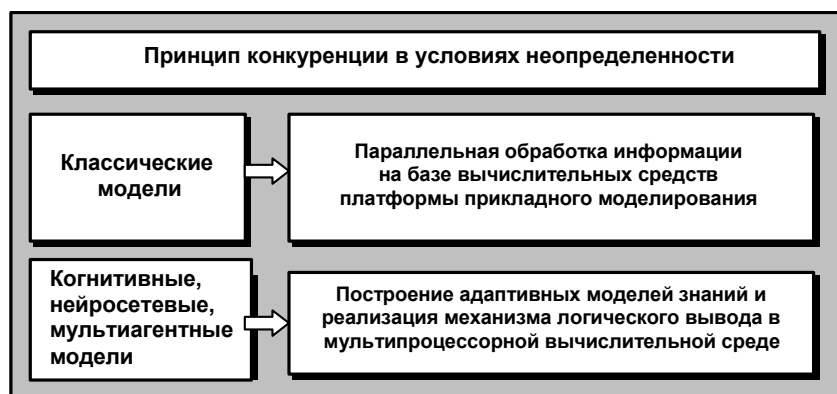 Принцип конкуренции в условиях неопределенности
Классические
модели
Параллельная обработка информации
на базе вычислительных средств
платформы прикладного моделирования
Когнитивные,
нейросетевые,
мультиагентные
модели
Построение адаптивных моделей знаний и
реализация механизма логического вывода в
мультипроцессорной вычислительной среде